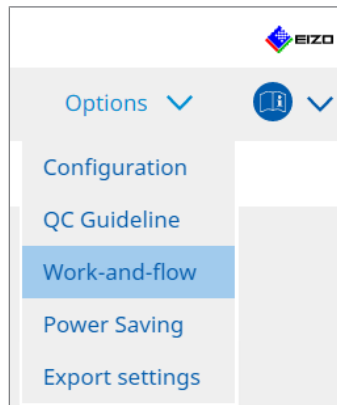 EIZO
Options
Configuration
QC Guideline
Work-and-flow
Power Saving
Export settings